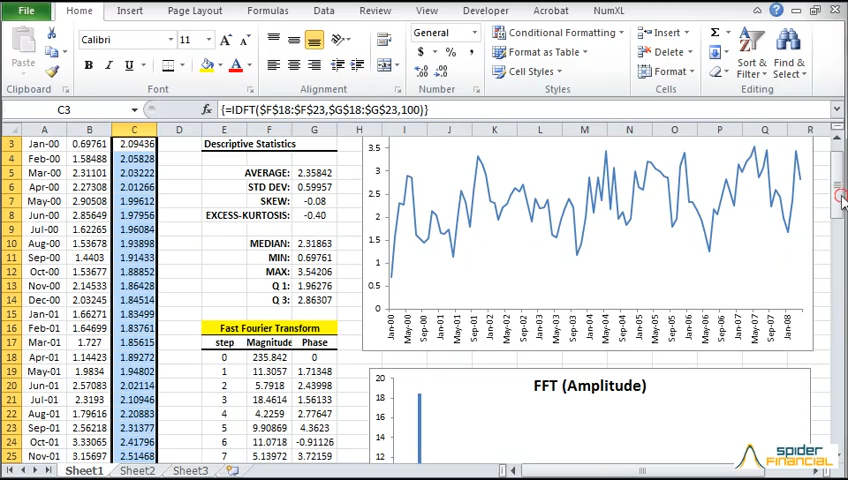 File Home Insert Page Layout Formulas Data Review View Developer Acrobat NumXL
Paste Calibri 11 General Conditional Formatting Insert Σ
B I U $ % , Format as Table Delete Sort & Find &
Cell Styles Format Filter Select
Clipboard Font Alignment Number Styles Cells Editing
C3 fx {=IDFT($F$18:$F$23,$G$18:$G$23,100)}
A B C D E F G H I J K L M N O P Q R
3 Jan-00 0.69761 2.09436 Descriptive Statistics
4 Feb-00 1.58488 2.05828
5 Mar-00 2.31101 2.03222 AVERAGE: 2.35842
6 Apr-00 2.27308 2.01266 STD DEV: 0.59957
7 May-00 2.90508 1.99612 SKEW: -0.08
8 Jun-00 2.85649 1.97956 EXCESS-KURTOSIS: -0.40
9 Jul-00 1.62265 1.96084
10 Aug-00 1.53678 1.93898 MEDIAN: 2.31863
11 Sep-00 1.4403 1.91433 MIN: 0.69761
12 Oct-00 1.53677 1.88852 MAX: 3.54206
13 Nov-00 2.14533 1.86428 Q 1: 1.96276
14 Dec-00 2.03245 1.84514 Q 3: 2.86307
15 Jan-01 1.66271 1.83499
16 Feb-01 1.64699 1.83761 Fast Fourier Transform
17 Mar-01 1.727 1.85615 step Magnitude Phase
18 Apr-01 1.14423 1.89272 0 235.842 0
19 May-01 1.9834 1.94802 1 11.3057 1.71348
20 Jun-01 2.57083 2.02114 2 5.7918 2.43998
21 Jul-01 2.3193 2.10946 3 18.4614 1.56133
22 Aug-01 1.79616 2.20883 4 4.2259 2.77647
23 Sep-01 2.56218 2.31377 5 9.90869 4.3623
24 Oct-01 3.33065 2.41796 6 11.0718 -0.91126
25 Nov-01 3.15697 2.51468 7 5.13972 3.72159
3.5
3
2.5
2
1.5
1
0.5
0
Jan-00 May-00 Sep-00 Jan-01 May-01 Sep-01 Jan-02 May-02 Sep-02 Jan-03 May-03 Sep-03 Jan-04 May-04 Sep-04 Jan-05 May-05 Sep-05 Jan-06 May-06 Sep-06 Jan-07 May-07 Sep-07 Jan-08
FFT (Amplitude)
20
18
16
14
12
Sheet1 Sheet2 Sheet3
spider
FINANCIAL